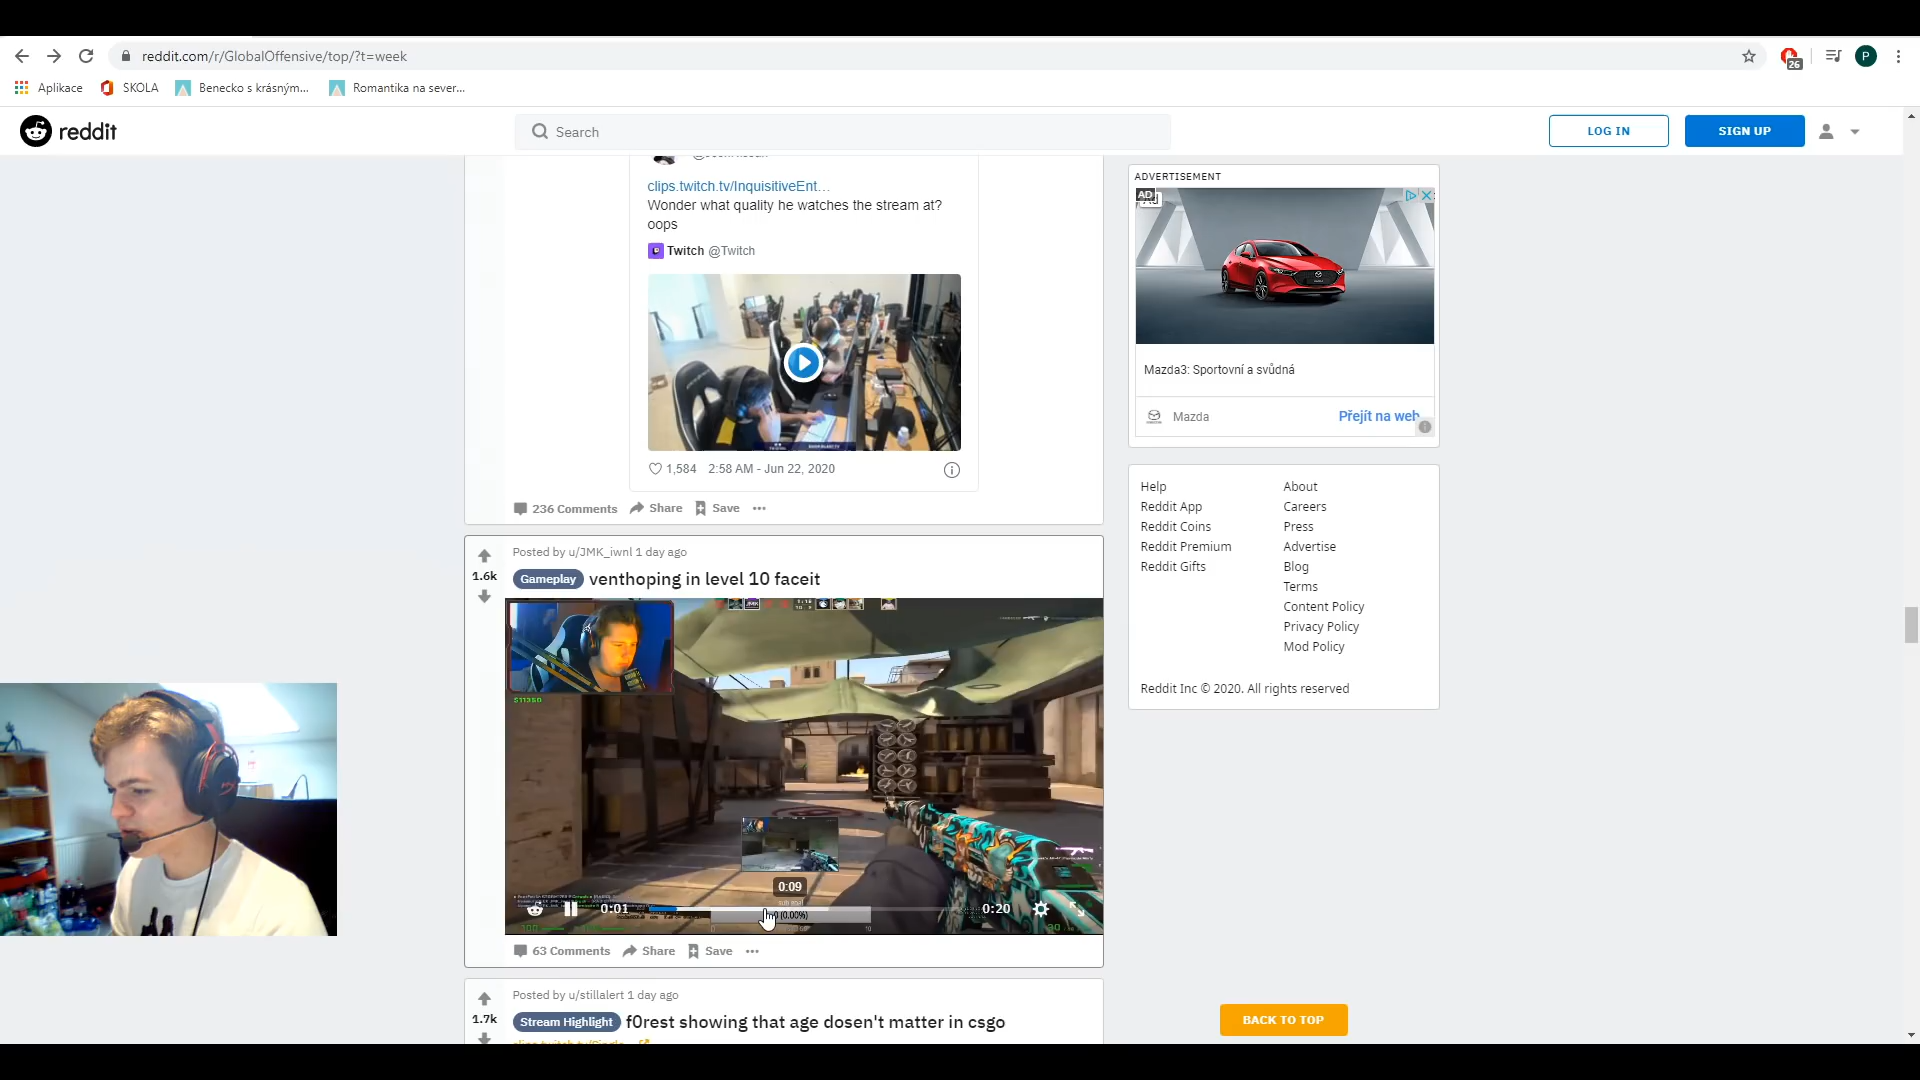 reddit.com/r/GlobalOffensive/top/?t=week
26
P
Aplikace
SKOLA
Benecko s krásným...
Romantika na sever...
reddit
Search
LOG IN
SIGN UP
clips.twitch.tv/InquisitiveEnt...
Wonder what quality he watches the stream at?
oops
Twitch @Twitch
1,584 2:58 AM - Jun 22, 2020
236 Comments Share Save
Posted by u/JMK_iwnl 1 day ago
1.6k
Gameplay venthoping in level 10 faceit
$11350
0:09
0:01
(0.00%)
0:20
63 Comments Share Save
Posted by u/stillalert 1 day ago
1.7k
Stream Highlight f0rest showing that age dosen't matter in csgo
ADVERTISEMENT
AD
Mazda3: Sportovní a svůdná
Mazda
Přejít na web
Help
About
Reddit App
Careers
Reddit Coins
Press
Reddit Premium
Advertise
Reddit Gifts
Blog
Terms
Content Policy
Privacy Policy
Mod Policy
Reddit Inc © 2020. All rights reserved
BACK TO TOP